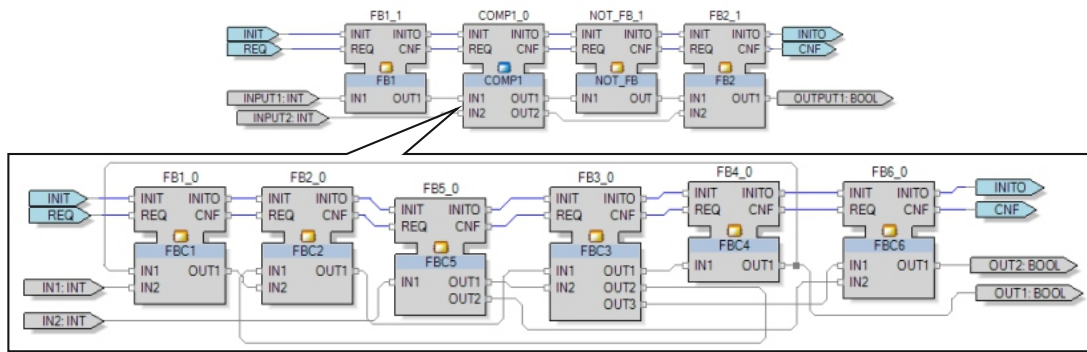 FB1_1 COMP1_0 NOT_FB_1 FB2_1
INIT INIT INITO INIT INITO INIT INITO INIT INITO INITO
REQ REQ CNF REQ CNF REQ CNF REQ CNF CNF
FB1 COMP1 NOT_FB FB2
INPUT1: INT IN1 OUT1 IN1 OUT1 IN1 OUT IN1 OUT1 OUTPUT1: BOOL
INPUT2: INT IN2 OUT2 IN2
FB1_0 FB2_0 FB5_0 FB3_0 FB4_0 FB6_0
INIT INIT INITO INIT INITO INIT INITO INIT INITO INIT INITO INIT INITO INITO
REQ REQ CNF REQ CNF REQ CNF REQ CNF REQ CNF REQ CNF CNF
FBC1 FBC2 FBC5 FBC3 FBC4 FBC6
IN1 OUT1 IN1 OUT1 IN1 OUT1 IN1 OUT1 IN1 OUT1 IN1 OUT1 OUT2: BOOL
IN1: INT IN2 IN2 OUT2 IN2 OUT2 IN2 OUT1: BOOL
IN2: INT OUT3